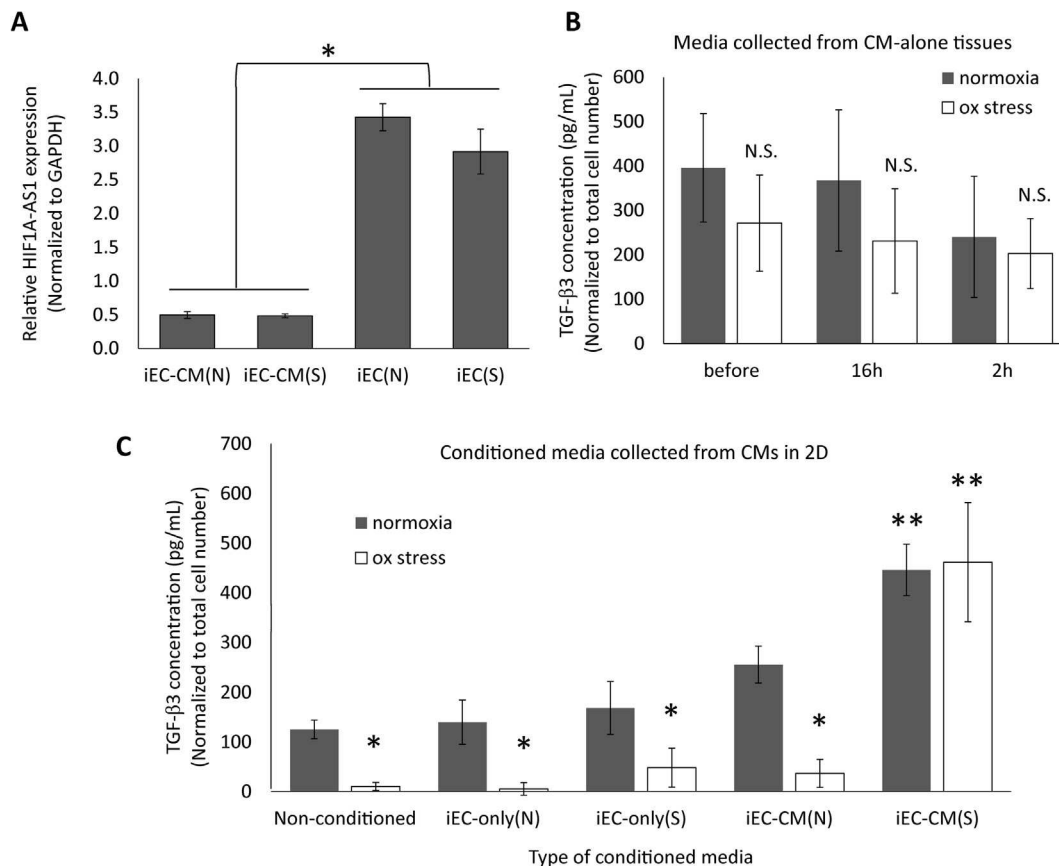 A
*
4.0
3.5
3.0
2.5
2.0
1.5
1.0
0.5
0.0
Relative HIF1A-AS1 expression
(Normalized to GAPDH)
iEC-CM(N) iEC-CM(S) iEC(N) iEC(S)
B
Media collected from CM-alone tissues
normoxia
ox stress
600
500
400
300
200
100
0
TGF-β3 concentration (pg/mL)
(Normalized to total cell number)
N.S.
N.S.
N.S.
before 16h 2h
C
Conditioned media collected from CMs in 2D
normoxia
ox stress
700
600
500
400
300
200
100
0
TGF-β3 concentration (pg/mL)
(Normalized to total cell number)
* * * * ** **
Non-conditioned iEC-only(N) iEC-only(S) iEC-CM(N) iEC-CM(S)
Type of conditioned media